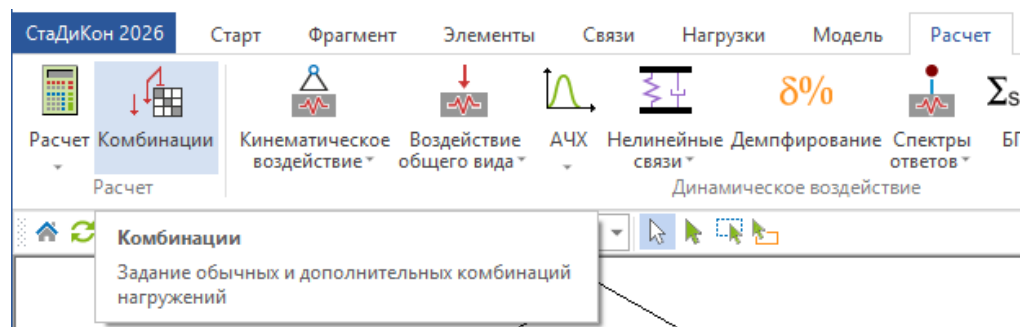 СтаДиКон 2026 Старт Фрагмент Элементы Связи Нагрузки Модель Расчет
Расчет Комбинации Кинематическое воздействие Воздействие общего вида АЧХ Нелинейные связи Демпфирование Спектры ответов
δ% Σs
Расчет Динамическое воздействие
Комбинации
Задание обычных и дополнительных комбинаций
нагружений